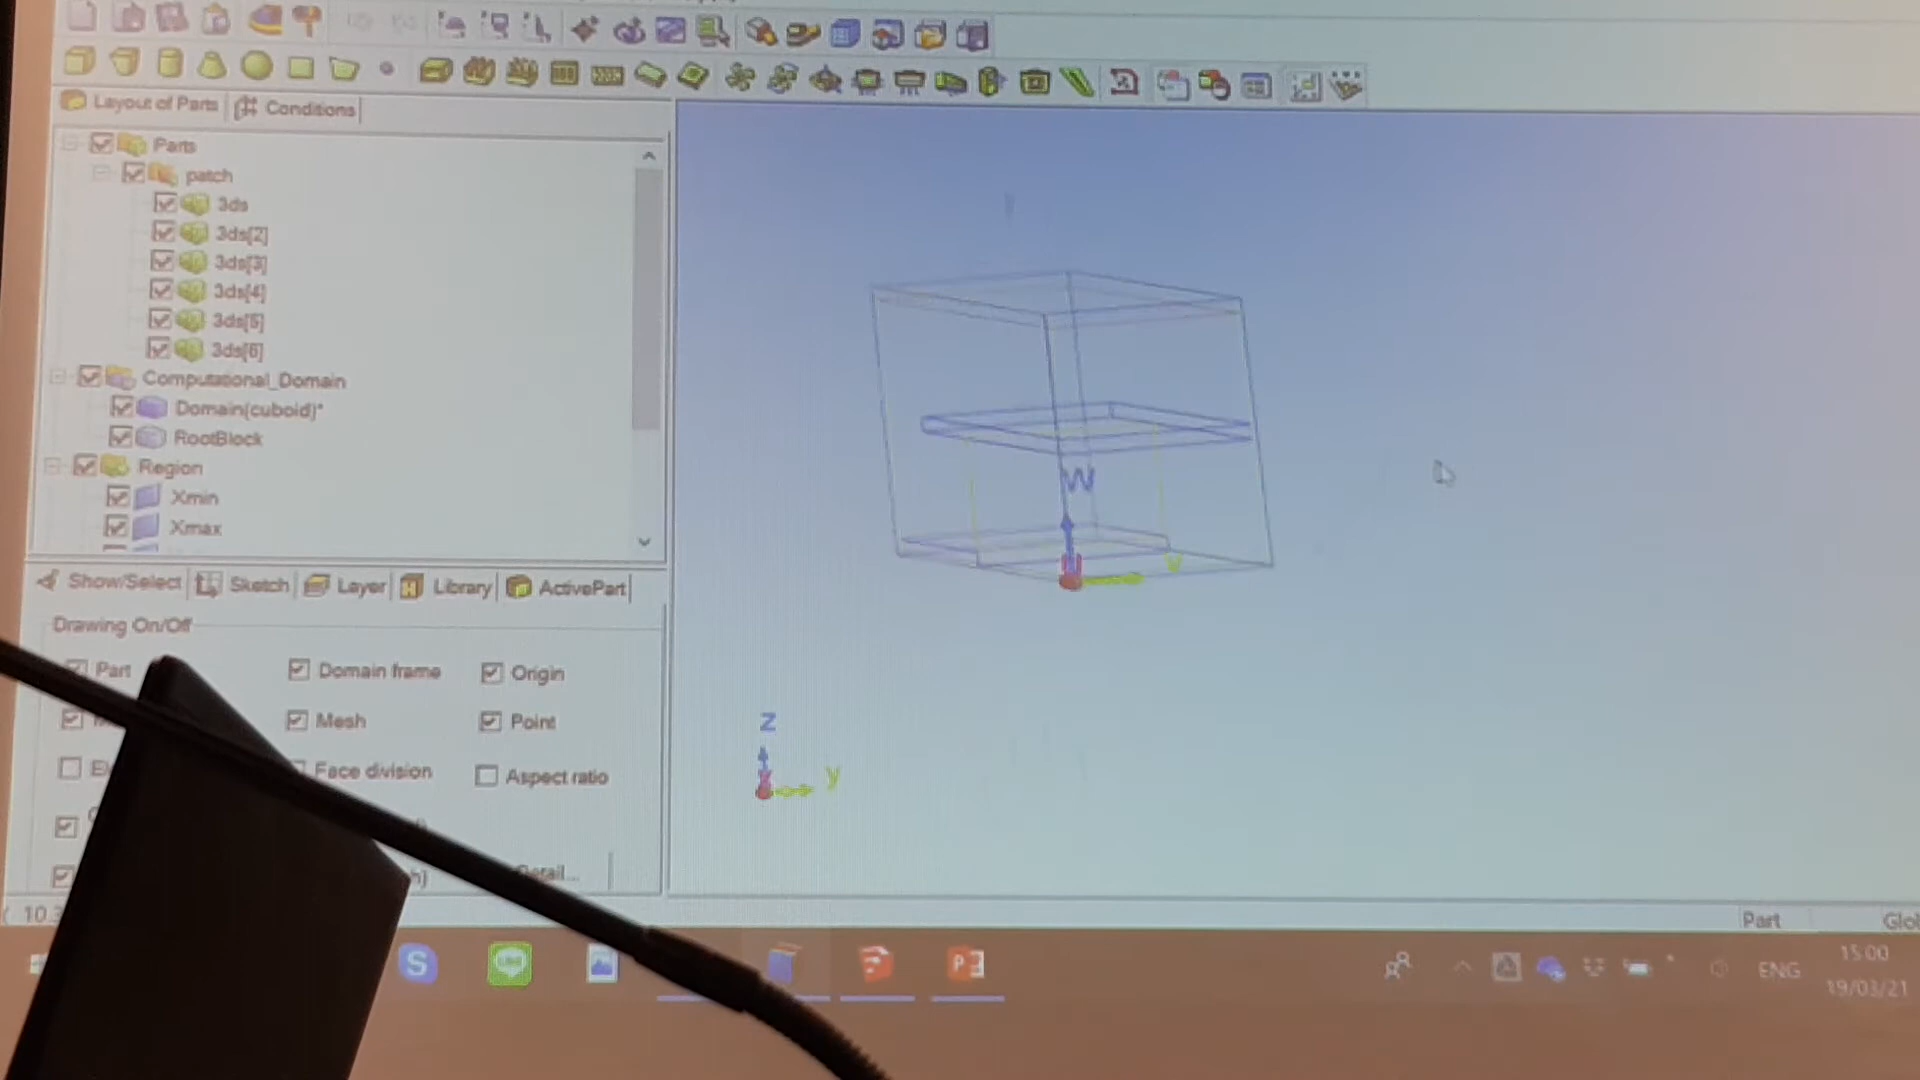 Layout of Parts
Conditions
Parts
patch
3ds
3ds[2]
3ds[3]
3ds[4]
3ds[5]
3ds[6]
Computational_Domain
Domain(cuboid)*
RootBlock
Region
Xmin
Xmax
Show/Select Sketch Layer Library ActivePart
Drawing On/Off
Part Domain frame Origin
Mesh Point
Face division Aspect ratio
W
z
y
Part
S
P
ENG
15:00
19/03/21